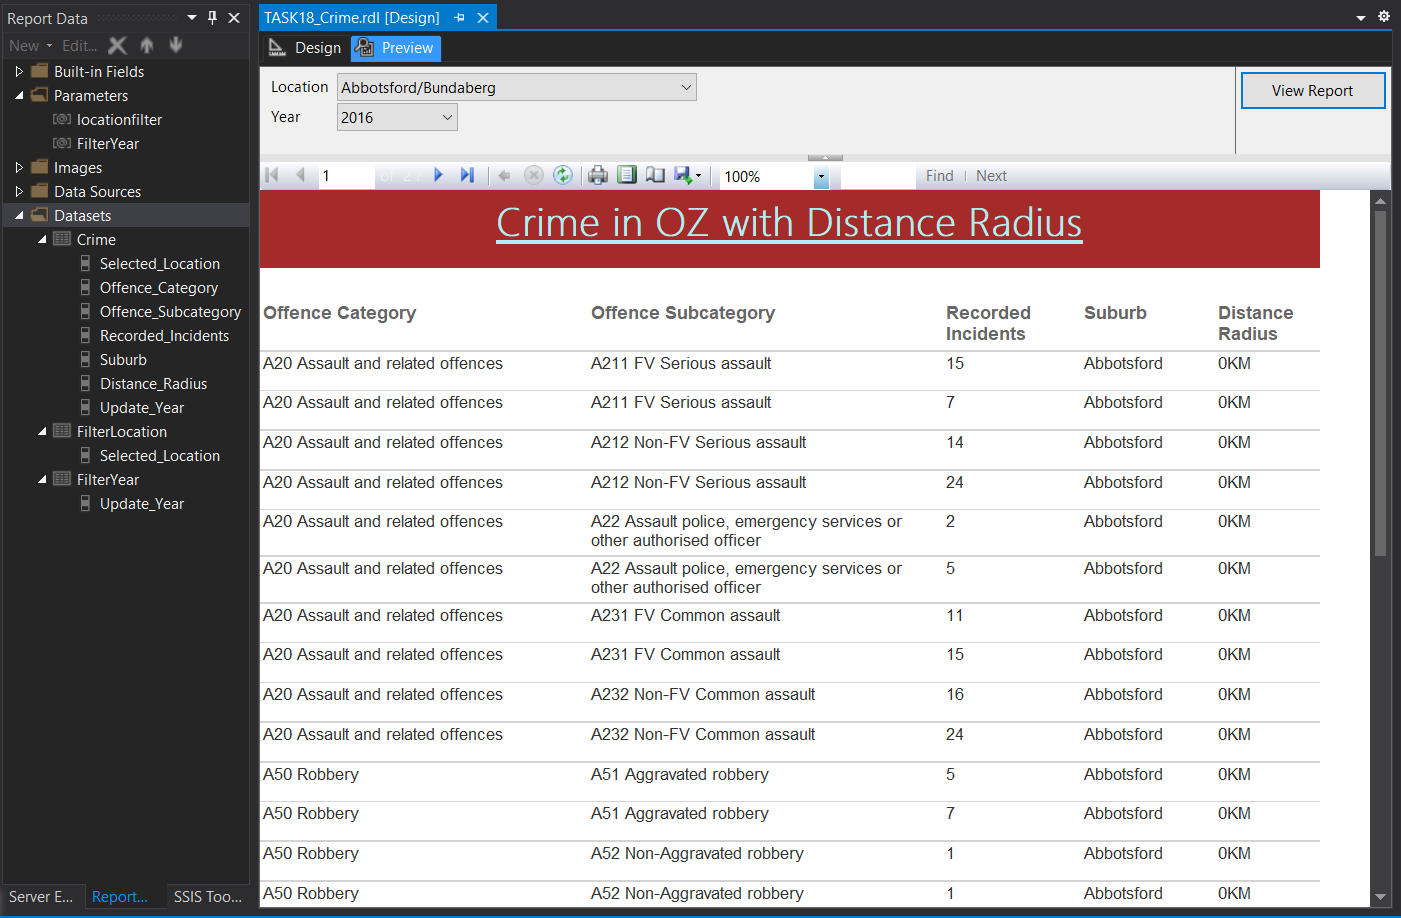 Report Data
TASK18_Crime.rdl [Design]
New Edit...
Design Preview
Built-in Fields
Parameters
locationfilter
FilterYear
Images
Data Sources
Datasets
Crime
Selected_Location
Offence_Category
Offence_Subcategory
Recorded_Incidents
Suburb
Distance_Radius
Update_Year
FilterLocation
Selected_Location
FilterYear
Update_Year
Server E... Report... SSIS Too...
Location Abbotsford/Bundaberg
Year 2016
View Report
1 of 2 100% Find | Next
Crime in OZ with Distance Radius
Offence Category Offence Subcategory Recorded Incidents Suburb Distance Radius
A20 Assault and related offences A211 FV Serious assault 15 Abbotsford 0KM
A20 Assault and related offences A211 FV Serious assault 7 Abbotsford 0KM
A20 Assault and related offences A212 Non-FV Serious assault 14 Abbotsford 0KM
A20 Assault and related offences A212 Non-FV Serious assault 24 Abbotsford 0KM
A20 Assault and related offences A22 Assault police, emergency services or other authorised officer 2 Abbotsford 0KM
A20 Assault and related offences A22 Assault police, emergency services or other authorised officer 5 Abbotsford 0KM
A20 Assault and related offences A231 FV Common assault 11 Abbotsford 0KM
A20 Assault and related offences A231 FV Common assault 15 Abbotsford 0KM
A20 Assault and related offences A232 Non-FV Common assault 16 Abbotsford 0KM
A20 Assault and related offences A232 Non-FV Common assault 24 Abbotsford 0KM
A50 Robbery A51 Aggravated robbery 5 Abbotsford 0KM
A50 Robbery A51 Aggravated robbery 7 Abbotsford 0KM
A50 Robbery A52 Non-Aggravated robbery 1 Abbotsford 0KM
A50 Robbery A52 Non-Aggravated robbery 1 Abbotsford 0KM